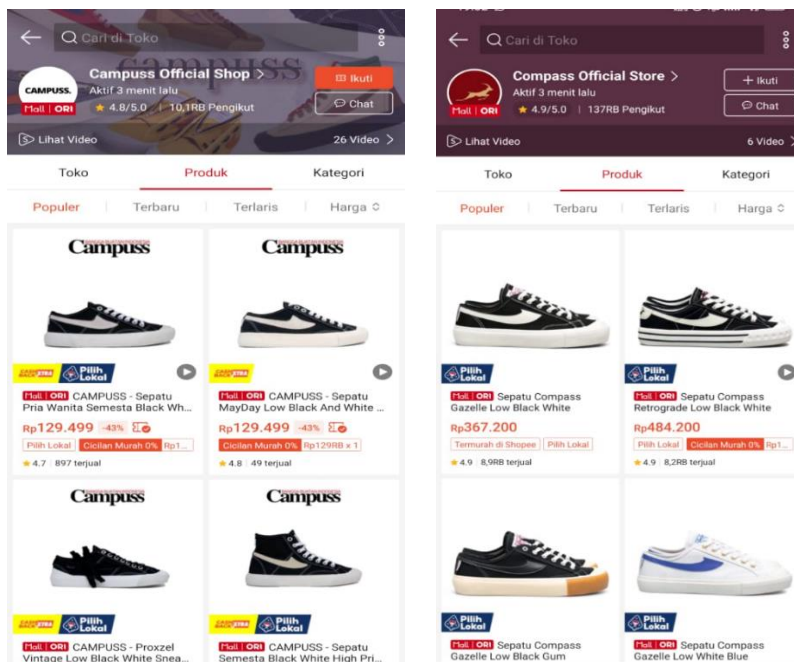 Cari di Toko
Campuss Official Shop >
CAMPUSS.
Aktif 3 menit lalu
Mall | ORI
4.8/5.0 | 10,1RB Pengikut
Ikuti
Chat
Lihat Video
26 Video >
Toko
Produk
Kategori
Populer
Terbaru
Terlaris
Harga
Campuss
Campuss
XTRA
Pilih Lokal
XTRA
Pilih Lokal
Mall | ORI CAMPUSS - Sepatu
Pria Wanita Semesta Black Wh...
Rp129.499 -43%
Pilih Lokal Cicilan Murah 0% Rp1...
4.7 897 terjual
Mall | ORI CAMPUSS - Sepatu
MayDay Low Black And White ...
Rp129.499 -43%
Cicilan Murah 0% Rp129RB x 1
4.8 49 terjual
Campuss
Campuss
XTRA
Pilih Lokal
XTRA
Pilih Lokal
Mall | ORI CAMPUSS - Proxzel
Vintage Low Black White Snea...
Mall | ORI CAMPUSS - Sepatu
Semesta Black White High Pri...
Cari di Toko
Compass Official Store >
Aktif 3 menit lalu
Mall | ORI
4.9/5.0 | 137RB Pengikut
+ Ikuti
Chat
Lihat Video
6 Video >
Toko
Produk
Kategori
Populer
Terbaru
Terlaris
Harga
Pilih Lokal
Pilih Lokal
Mall | ORI Sepatu Compass
Gazelle Low Black White
Rp367.200
Termurah di Shopee Pilih Lokal
4.9 8,9RB terjual
Mall | ORI Sepatu Compass
Retrograde Low Black White
Rp484.200
Pilih Lokal Cicilan Murah 0% Rp1...
4.9 8,2RB terjual
Pilih Lokal
Pilih Lokal
Mall | ORI Sepatu Compass
Gazelle Low Black Gum
Mall | ORI Sepatu Compass
Gazelle Low White Blue